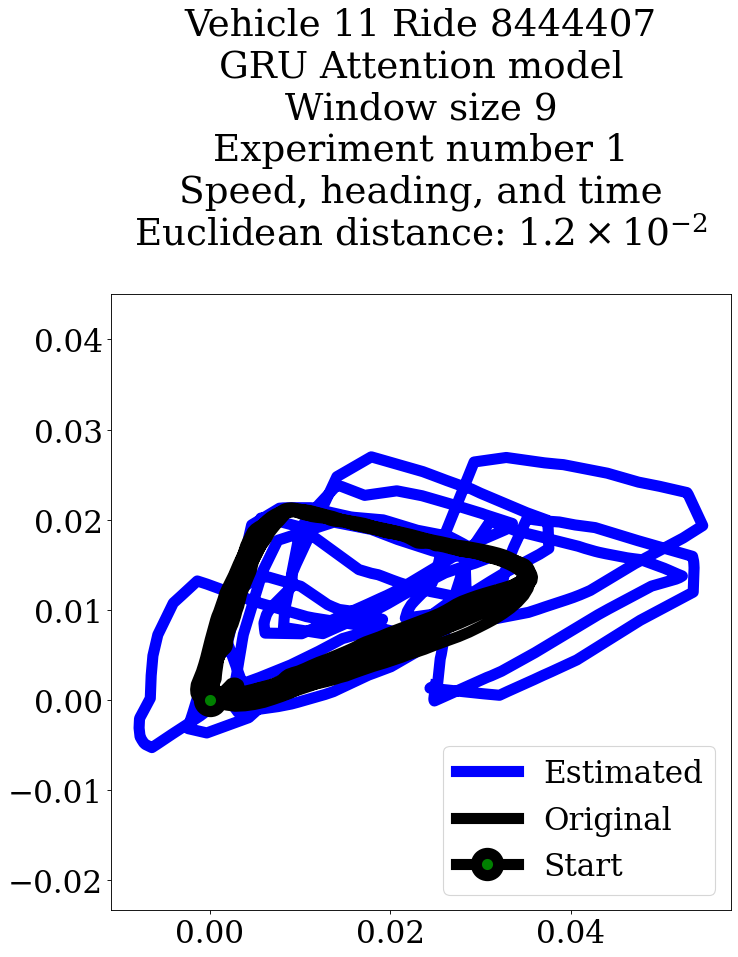 Vehicle 11 Ride 8444407
GRU Attention model
Window size 9
Experiment number 1
Speed, heading, and time
Euclidean distance: 1.2 × 10⁻²
0.04
0.03
0.02
0.01
0.00
−0.01
−0.02
0.00 0.02 0.04
Estimated
Original
Start